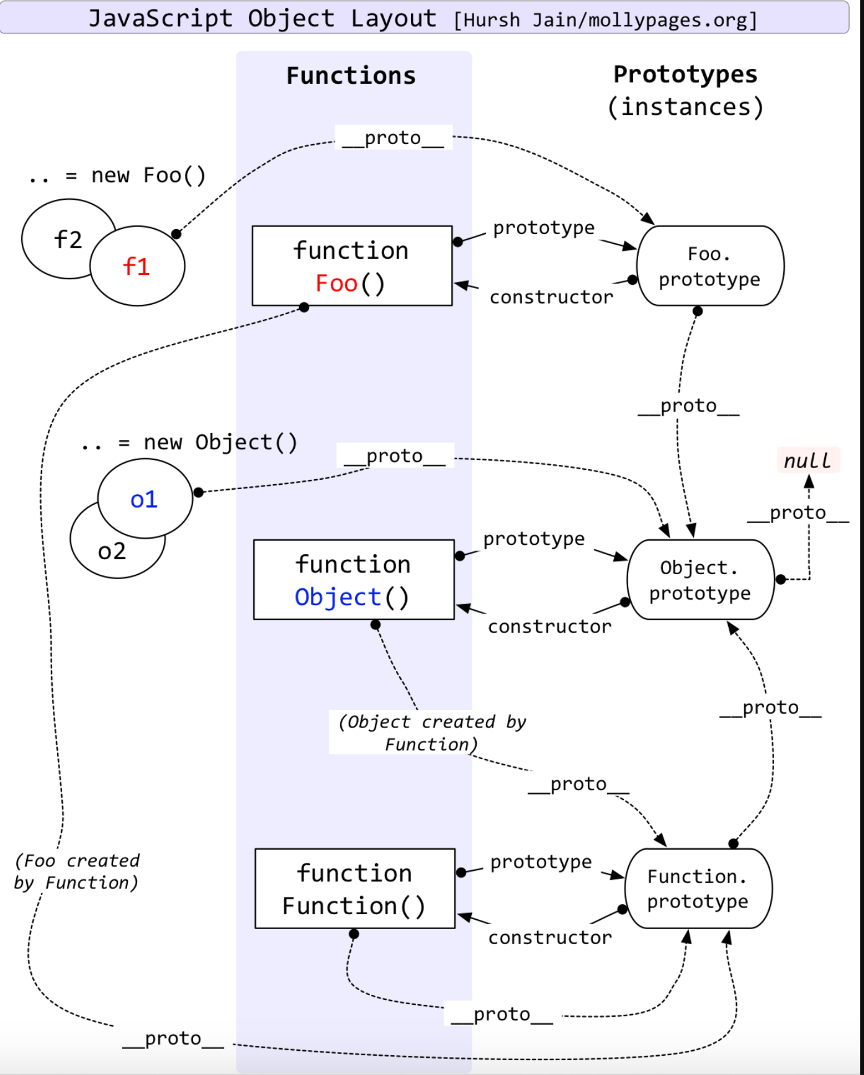 JavaScript Object Layout [Hursh Jain/mollypages.org]
Functions
Prototypes
(instances)
__proto__
.. = new Foo()
f2
f1
function
Foo()
prototype
constructor
Foo.
prototype
__proto__
.. = new Object()
__proto__
null
__proto__
o1
o2
function
Object()
prototype
constructor
Object.
prototype
(Object created by
Function)
__proto__
__proto__
(Foo created
by Function)
function
Function()
prototype
constructor
Function.
prototype
__proto__
__proto__